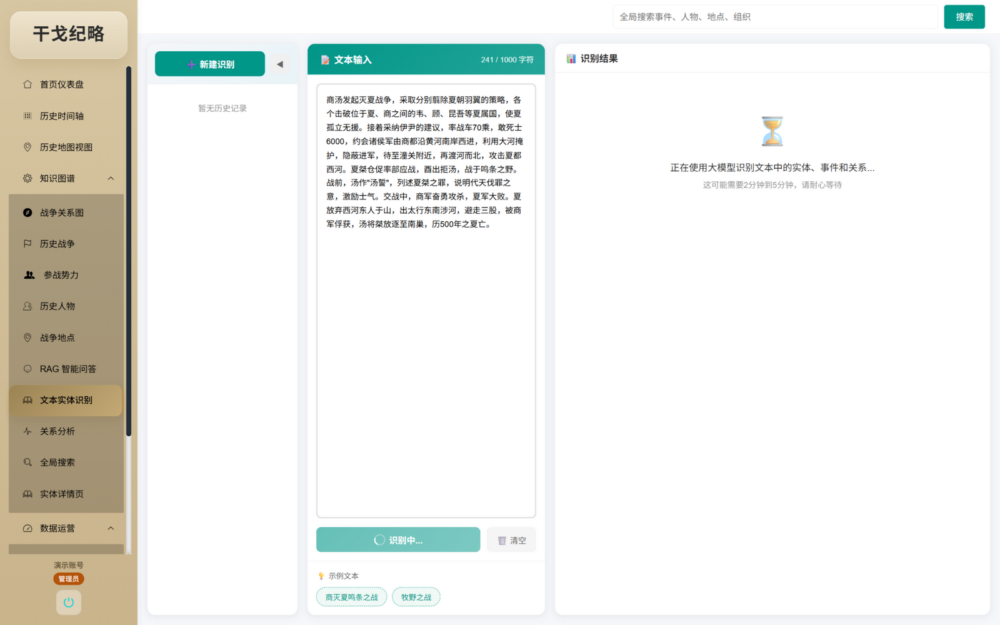 干戈纪略
首页仪表盘
历史时间轴
历史地图视图
知识图谱
战争关系图
历史战争
参战势力
历史人物
战争地点
RAG 智能问答
文本实体识别
关系分析
全局搜索
实体详情页
数据运营
演示账号
管理员
全局搜索事件、人物、地点、组织
搜索
新建识别
暂无历史记录
文本输入
241 / 1000 字符
商汤发起灭夏战争，采取分别翦除夏朝羽翼的策略，各
个击破位于夏、商之间的韦、顾、昆吾等夏属国，使夏
孤立无援。接着采纳伊尹的建议，率战车70乘，敢死士
6000，约会诸侯军由商都沿黄河南岸西进，利用大河掩
护，隐蔽进军，待至潼关附近，再渡河而北，攻击夏都
西河。夏桀仓促率部应战，酉出拒汤，战于鸣条之野。
战前，汤作"汤誓"，列述夏桀之罪，说明代天伐罪之
意，激励士气。交战中，商军奋勇攻杀，夏军大败。夏
放弃西河东人于山，出太行东南涉河，避走三股，被商
军俘获，汤将桀放逐至南巢，历500年之夏亡。
识别中...
清空
示例文本
商灭夏鸣条之战
牧野之战
识别结果
正在使用大模型识别文本中的实体、事件和关系...
这可能需要2分钟到5分钟，请耐心等待